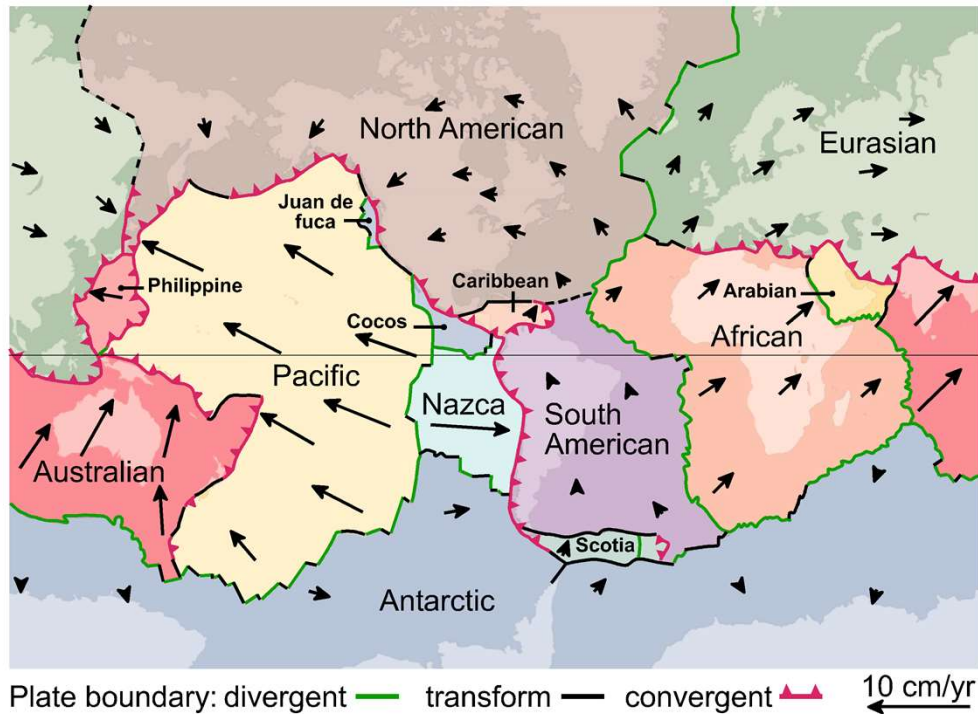 North American
Eurasian
Juan de
fuca
Caribbean
Philippine
Arabian
Cocos
African
Pacific
Nazca
South
American
Australian
Scotia
Antarctic
Plate boundary: divergent transform convergent 10 cm/yr